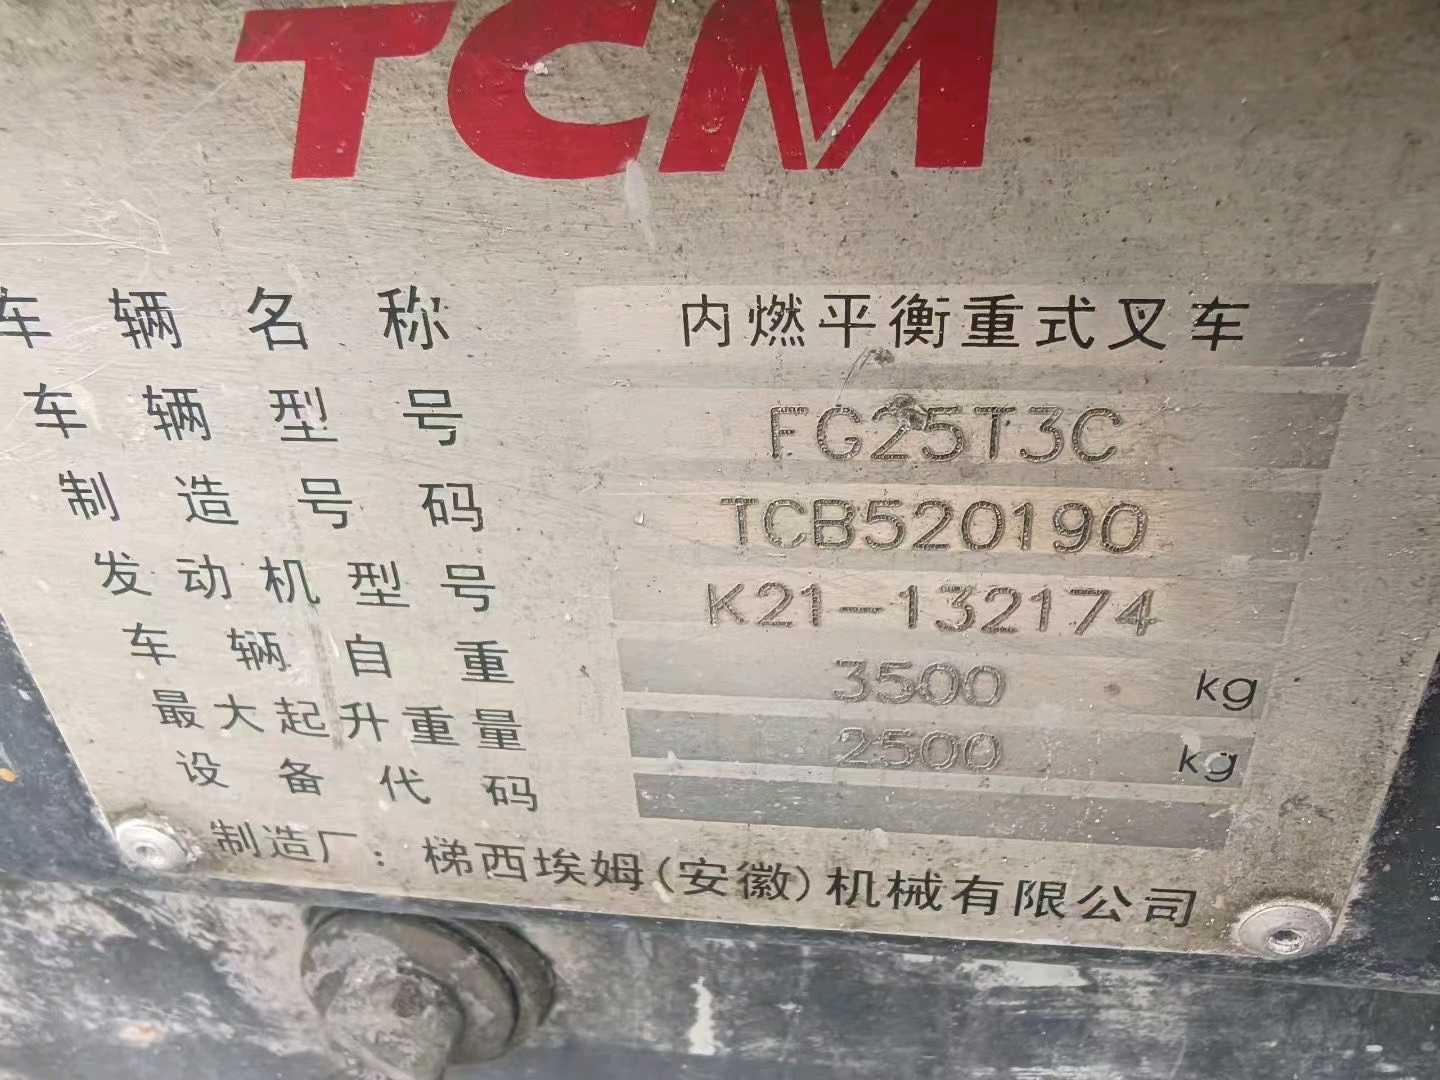 TCM
车辆名称 内燃平衡重式叉车
车辆型号 FG25T3C
制造号码 TCB520190
发动机型号 K21-132174
车辆自重 3500 kg
最大起升重量 2500 kg
设备代码
制造厂：梯西埃姆(安徽)机械有限公司